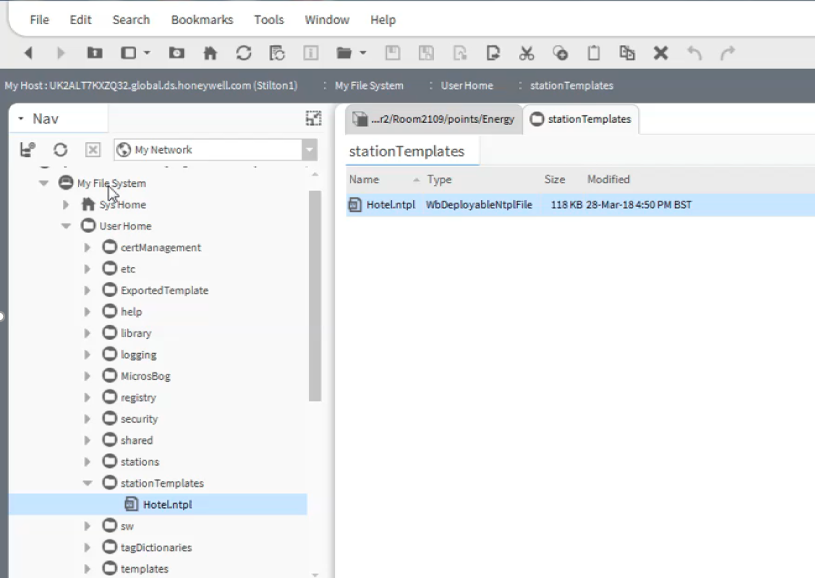 File Edit Search Bookmarks Tools Window Help
My Host : UK2ALT7KXZQ32.global.ds.honeywell.com (Stilton1) : My File System : User Home : stationTemplates
Nav
My Network
My File System
Sys Home
User Home
certManagement
etc
ExportedTemplate
help
library
logging
MicrosBog
registry
security
shared
stations
stationTemplates
Hotel.ntpl
sw
tagDictionaries
templates
...r2/Room2109/points/Energy stationTemplates
stationTemplates
Name Type Size Modified
Hotel.ntpl WbDeployableNtplFile 118 KB 28-Mar-18 4:50 PM BST